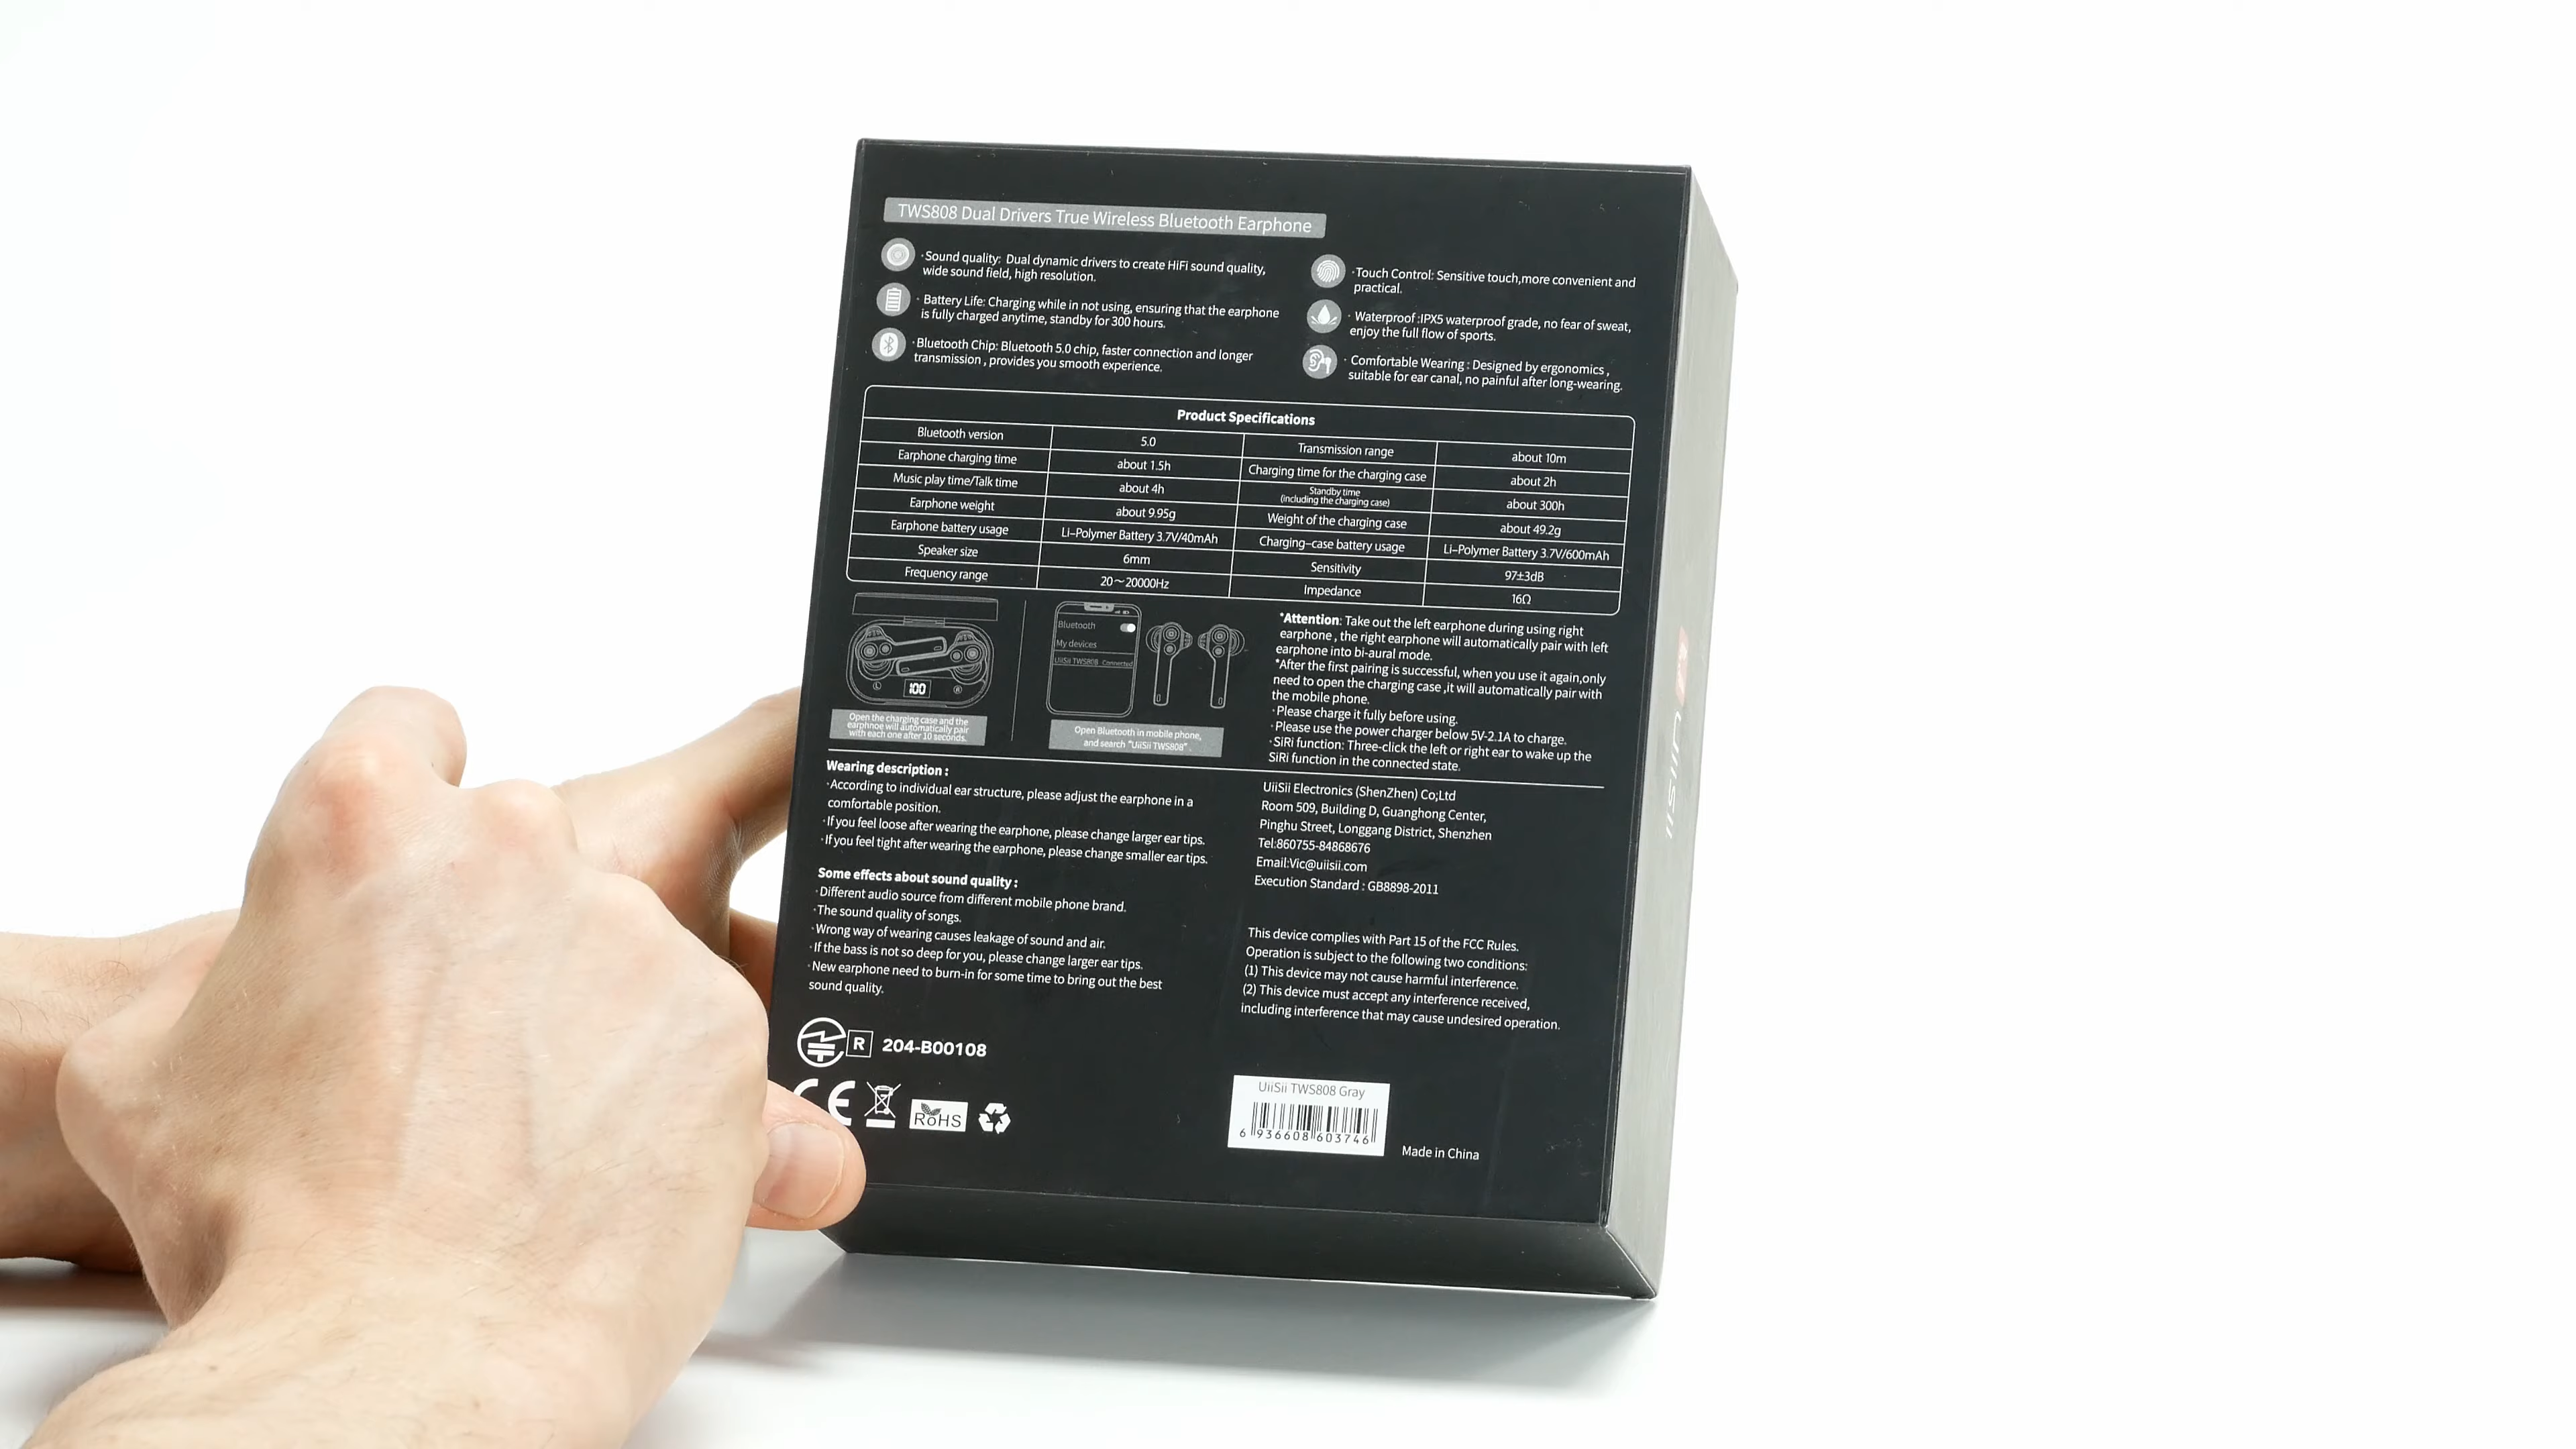 TWS808 Dual Drivers True Wireless Bluetooth Earphone
·Sound quality: Dual dynamic drivers to create HiFi sound quality,
wide sound field, high resolution.
· Battery Life: Charging while in not using, ensuring that the earphone
is fully charged anytime, standby for 300 hours.
·Bluetooth Chip: Bluetooth 5.0 chip, faster connection and longer
transmission , provides you smooth experience.
·Touch Control: Sensitive touch,more convenient and
practical.
· Waterproof :IPX5 waterproof grade, no fear of sweat,
enjoy the full flow of sports.
· Comfortable Wearing : Designed by ergonomics ,
suitable for ear canal, no painful after long-wearing.
Product Specifications
Bluetooth version 5.0 Transmission range about 10m
Earphone charging time about 1.5h Charging time for the charging case about 2h
Music play time/Talk time about 4h Standby time
(including the charging case) about 300h
Earphone weight about 9.95g Weight of the charging case about 49.2g
Earphone battery usage Li-Polymer Battery 3.7V/40mAh Charging-case battery usage Li-Polymer Battery 3.7V/600mAh
Speaker size 6mm Sensitivity 97±3dB
Frequency range 20~20000Hz Impedance 16Ω
L 100 R
Open the charging case and the
earphnoe will automatically pair
with each one after 10 seconds.
Bluetooth
My devices
UiiSii TWS808 Connected
Open Bluetooth in mobile phone,
and search "UiiSii TWS808" .
*Attention: Take out the left earphone during using right
earphone , the right earphone will automatically pair with left
earphone into bi-aural mode.
*After the first pairing is successful, when you use it again,only
need to open the charging case ,it will automatically pair with
the mobile phone.
·Please charge it fully before using.
·Please use the power charger below 5V-2.1A to charge.
·SiRi function: Three-click the left or right ear to wake up the
SiRi function in the connected state.
Wearing description :
·According to individual ear structure, please adjust the earphone in a
comfortable position.
·If you feel loose after wearing the earphone, please change larger ear tips.
·If you feel tight after wearing the earphone, please change smaller ear tips.
Some effects about sound quality :
·Different audio source from different mobile phone brand.
·The sound quality of songs.
·Wrong way of wearing causes leakage of sound and air.
·If the bass is not so deep for you, please change larger ear tips.
·New earphone need to burn-in for some time to bring out the best
sound quality.
UiiSii Electronics (ShenZhen) Co;Ltd
Room 509, Building D, Guanghong Center,
Pinghu Street, Longgang District, Shenzhen
Tel:860755-84868676
Email:Vic@uiisii.com
Execution Standard : GB8898-2011
This device complies with Part 15 of the FCC Rules.
Operation is subject to the following two conditions:
(1) This device may not cause harmful interference.
(2) This device must accept any interference received,
including interference that may cause undesired operation.
R 204-B00108
CE RoHS
UiiSii TWS808 Gray
6 936608 603746
Made in China
UiiSii